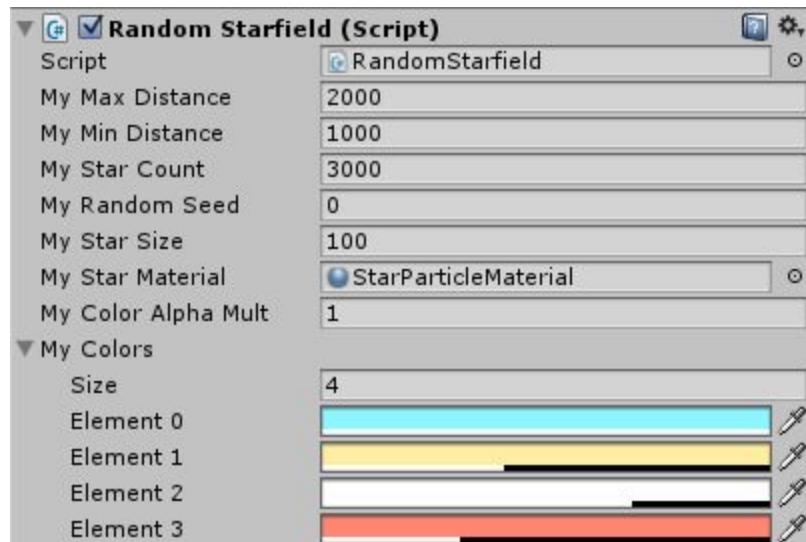 Random Starfield (Script)
Script RandomStarfield
My Max Distance 2000
My Min Distance 1000
My Star Count 3000
My Random Seed 0
My Star Size 100
My Star Material StarParticleMaterial
My Color Alpha Mult 1
My Colors
Size 4
Element 0
Element 1
Element 2
Element 3